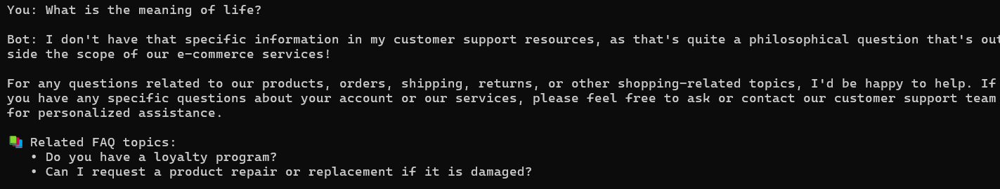 You: What is the meaning of life?
Bot: I don't have that specific information in my customer support resources, as that's quite a philosophical question that's out
side the scope of our e-commerce services!
For any questions related to our products, orders, shipping, returns, or other shopping-related topics, I'd be happy to help. If
you have any specific questions about your account or our services, please feel free to ask or contact our customer support team
for personalized assistance.
📚 Related FAQ topics:
• Do you have a loyalty program?
• Can I request a product repair or replacement if it is damaged?